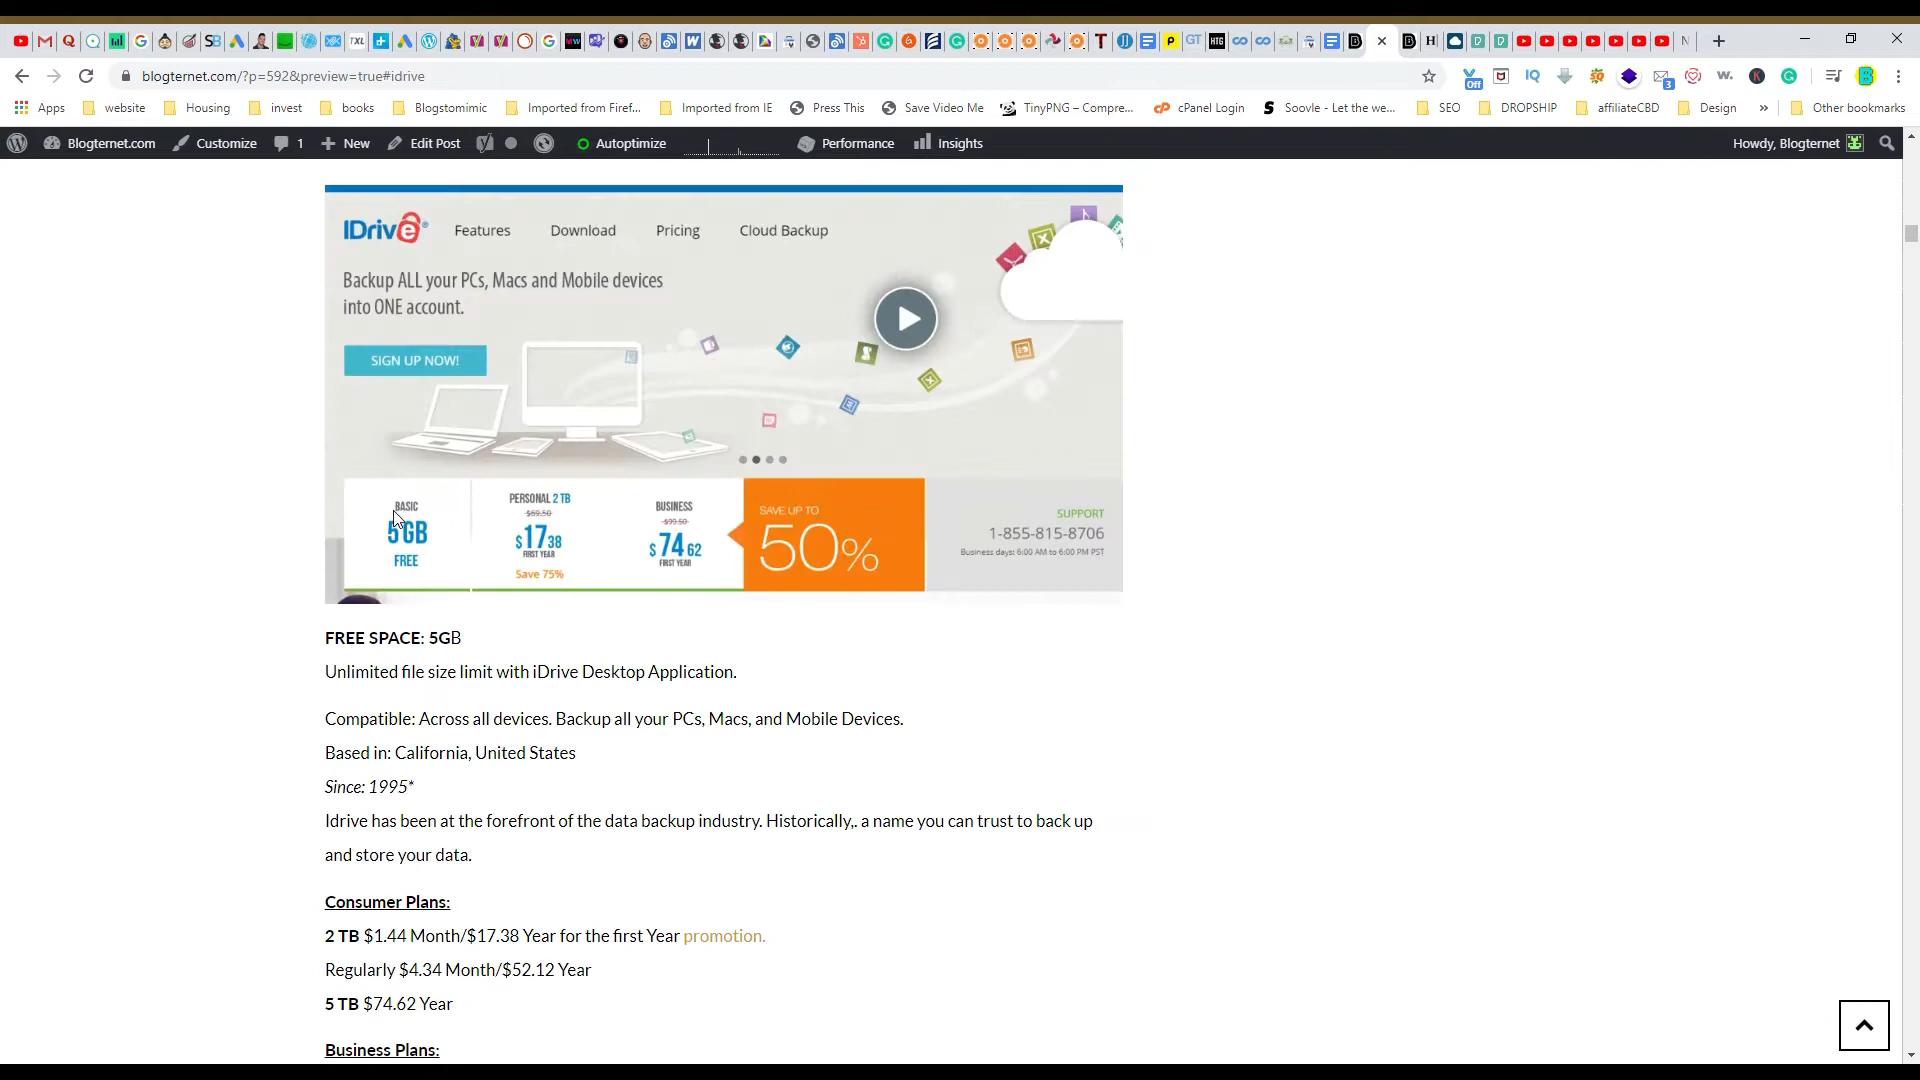 blogternet.com/?p=592&preview=true#idrive
Off
3
Apps website Housing invest books Blogstomimic Imported from Firef... Imported from IE Press This Save Video Me TinyPNG – Compre... cPanel Login Soovle - Let the we... SEO DROPSHIP affiliateCBD Design » Other bookmarks
Blogternet.com Customize 1 New Edit Post Autoptimize Performance Insights Howdy, Blogternet
IDrive® Features Download Pricing Cloud Backup
Backup ALL your PCs, Macs and Mobile devices
into ONE account.
SIGN UP NOW!
BASIC
5GB
FREE
PERSONAL 2 TB
$69.50
$17.38
FIRST YEAR
Save 75%
BUSINESS
$99.50
$74.62
FIRST YEAR
SAVE UP TO
50%
SUPPORT
1-855-815-8706
Business days: 6:00 AM to 6:00 PM PST
FREE SPACE: 5GB
Unlimited file size limit with iDrive Desktop Application.
Compatible: Across all devices. Backup all your PCs, Macs, and Mobile Devices.
Based in: California, United States
Since: 1995*
Idrive has been at the forefront of the data backup industry. Historically,. a name you can trust to back up
and store your data.
Consumer Plans:
2 TB $1.44 Month/$17.38 Year for the first Year promotion.
Regularly $4.34 Month/$52.12 Year
5 TB $74.62 Year
Business Plans: